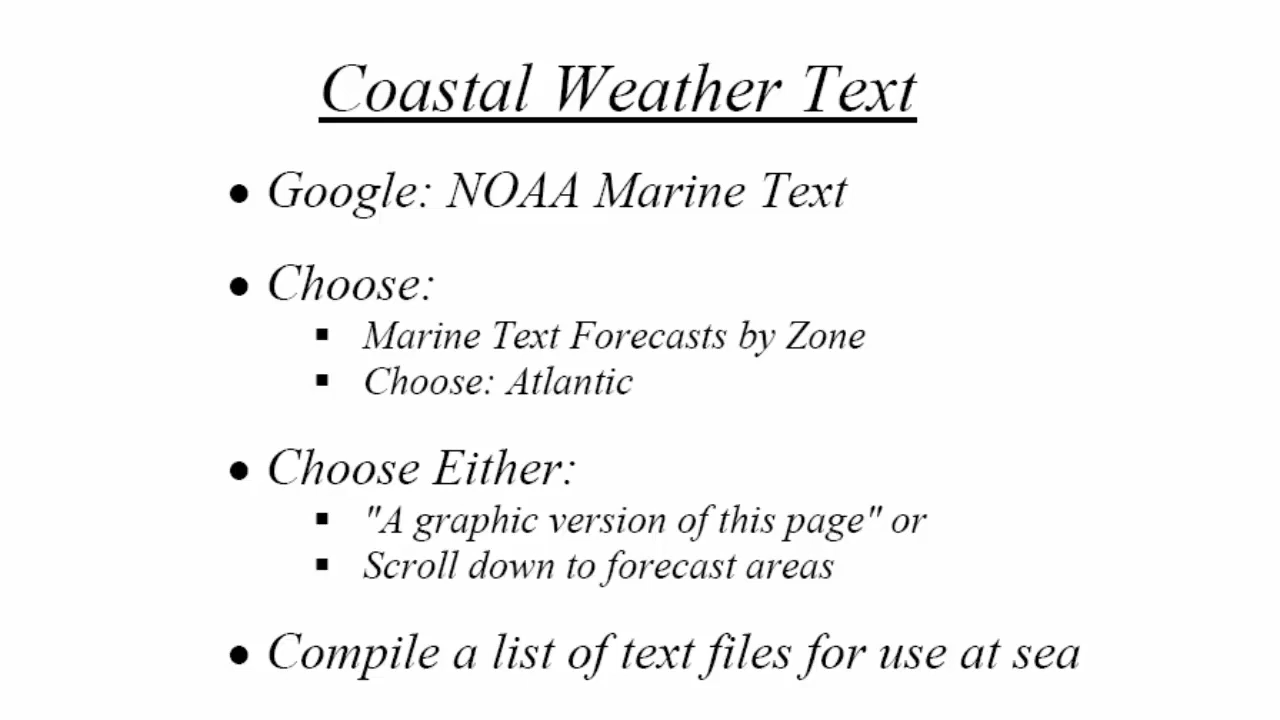 Coastal Weather Text
● Google: NOAA Marine Text
● Choose:
▪ Marine Text Forecasts by Zone
▪ Choose: Atlantic
● Choose Either:
▪ "A graphic version of this page" or
▪ Scroll down to forecast areas
● Compile a list of text files for use at sea